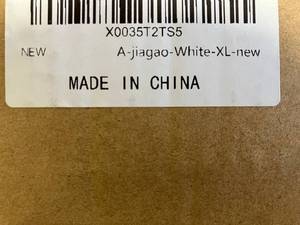 X0035T2TS5
NEW A-jiagao-White-XL-new
MADE IN CHINA